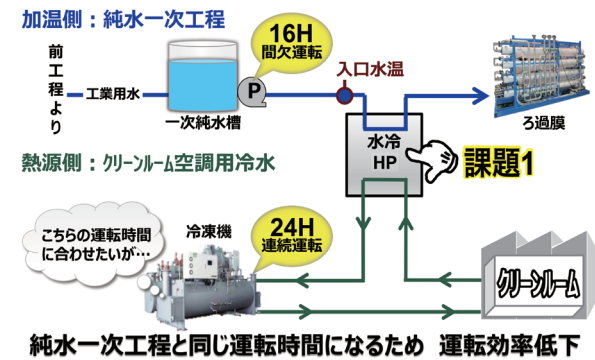 加温側：純水一次工程
前工程より
工業用水
一次純水槽
P
16H
間欠運転
入口水温
ろ過膜
水冷
HP
課題1
熱源側：クリーンルーム空調用冷水
こちらの運転時間
に合わせたいが…
冷凍機
24H
連続運転
クリーンルーム
純水一次工程と同じ運転時間になるため 運転効率低下